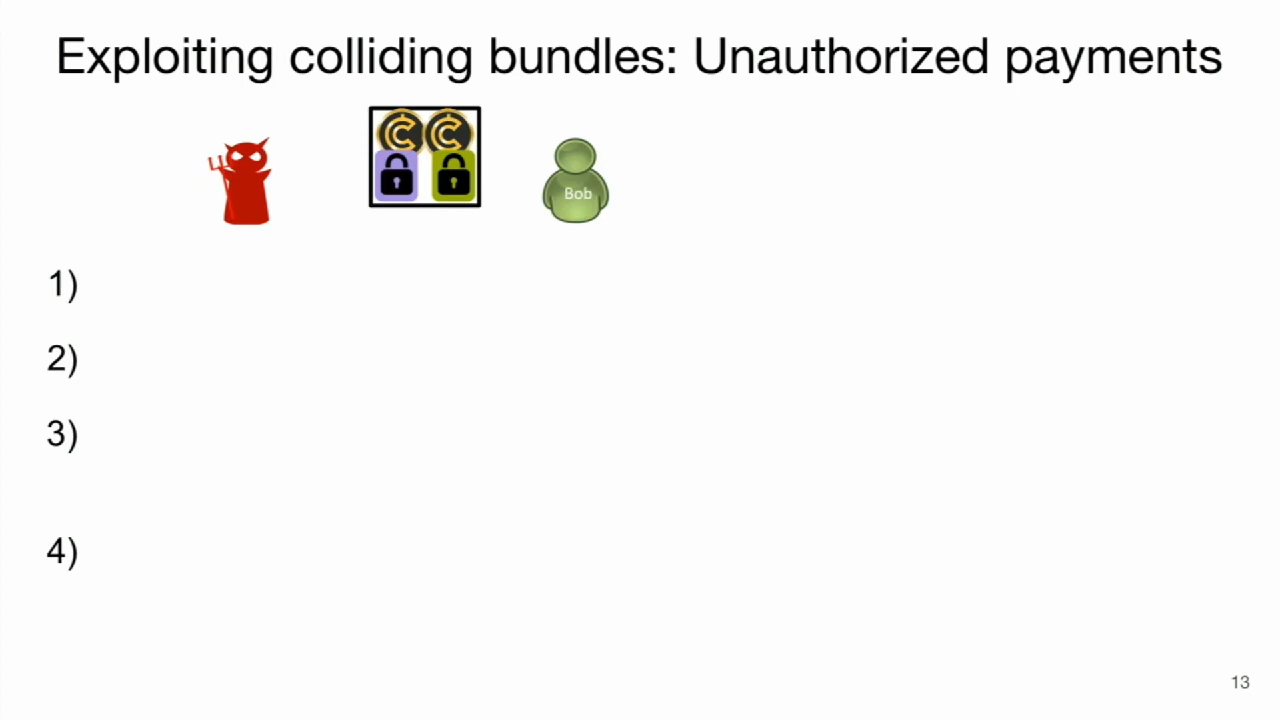 Exploiting colliding bundles: Unauthorized payments
Bob
1)
2)
3)
4)
13